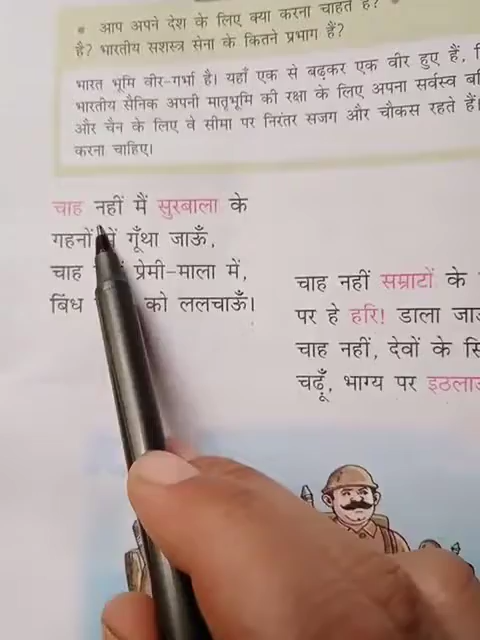 • आप अपने देश के लिए क्या करना चाहते हैं?
है? भारतीय सशस्त्र सेना के कितने प्रभाग हैं?
भारत भूमि वीर-गर्भा है। यहाँ एक से बढ़कर एक वीर हुए हैं,
भारतीय सैनिक अपनी मातृभूमि की रक्षा के लिए अपना सर्वस्व
और चैन के लिए वे सीमा पर निरंतर सजग और चौकस रहते हैं।
करना चाहिए।
चाह नहीं मैं सुरबाला के
गहनों में गूँथा जाऊँ,
चाह प्रेमी-माला में,
बिंध को ललचाऊँ।
चाह नहीं सम्राटों के
पर हे हरि! डाला
चाह नहीं, देवों के
चढ़ूँ, भाग्य पर